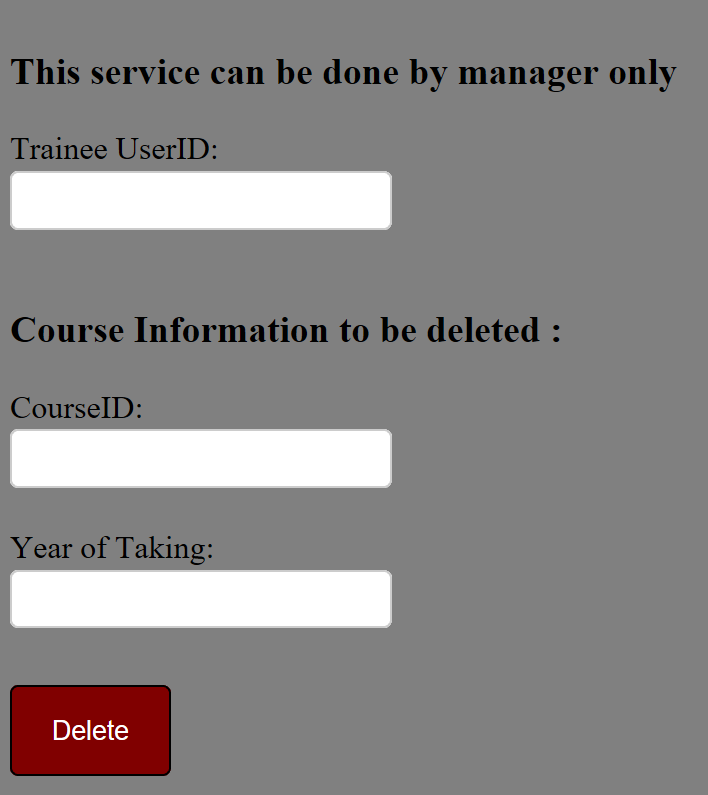 This service can be done by manager only
Trainee UserID:
Course Information to be deleted :
CourseID:
Year of Taking:
Delete